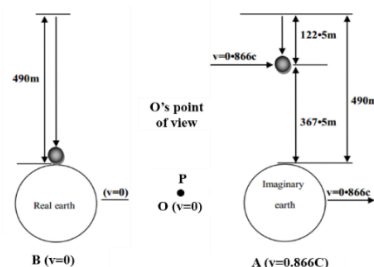 490m
Real earth
(v=0)
B (v=0)
O's point
of view
P
O (v=0)
122•5m
v=0•866c
367•5m
490m
Imaginary
earth
v=0•866c
A (v=0.866C)